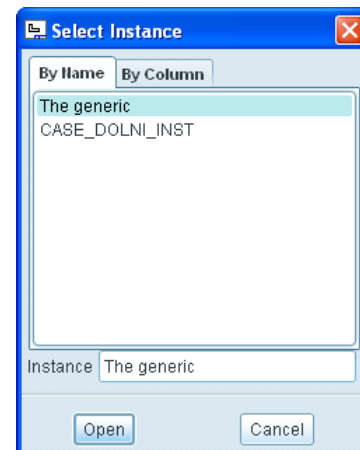 Select Instance
By Name By Column
The generic
CASE_DOLNI_INST
Instance The generic
Open Cancel